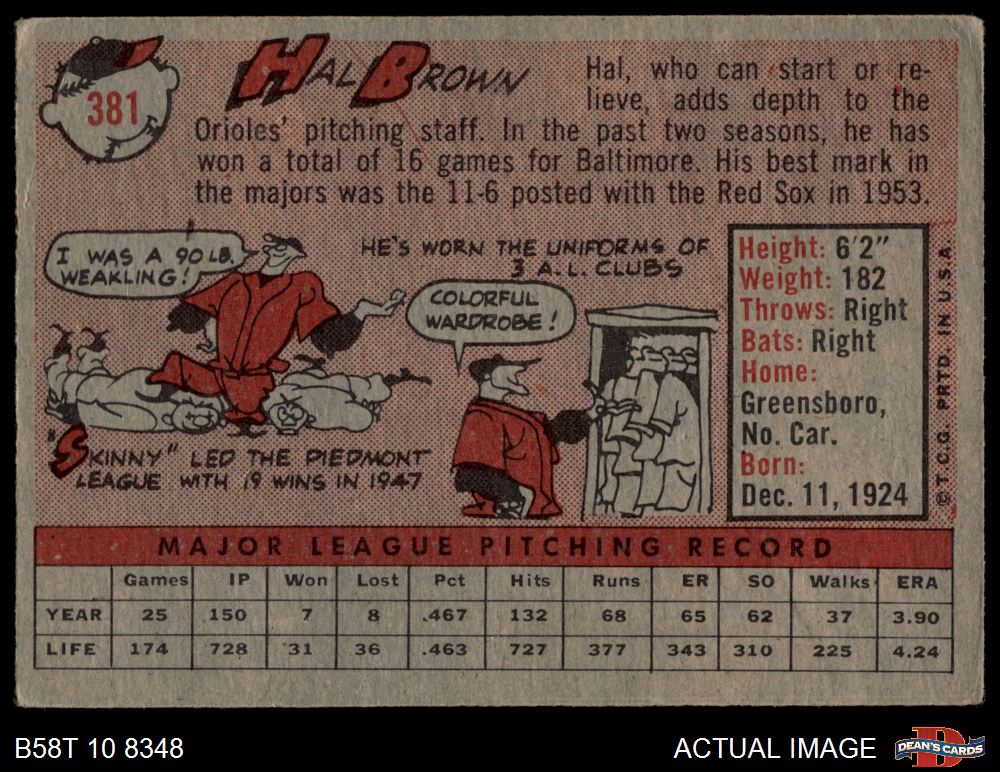 381
HAL BROWN
Hal, who can start or re-
lieve, adds depth to the
Orioles' pitching staff. In the past two seasons, he has
won a total of 16 games for Baltimore. His best mark in
the majors was the 11-6 posted with the Red Sox in 1953.
I WAS A 90 LB.
WEAKLING!
HE'S WORN THE UNIFORMS OF
3 A.L. CLUBS
COLORFUL
WARDROBE!
"SKINNY" LED THE PIEDMONT
LEAGUE WITH 19 WINS IN 1947
Height: 6'2"
Weight: 182
Throws: Right
Bats: Right
Home:
Greensboro,
No. Car.
Born:
Dec. 11, 1924
© T.C.G. PRTD. IN U.S.A.
MAJOR LEAGUE PITCHING RECORD
Games IP Won Lost Pct Hits Runs ER SO Walks ERA
YEAR 25 150 7 8 .467 132 68 65 62 37 3.90
LIFE 174 728 31 36 .463 727 377 343 310 225 4.24
B58T 10 8348
ACTUAL IMAGE
D
DEAN'S CARDS